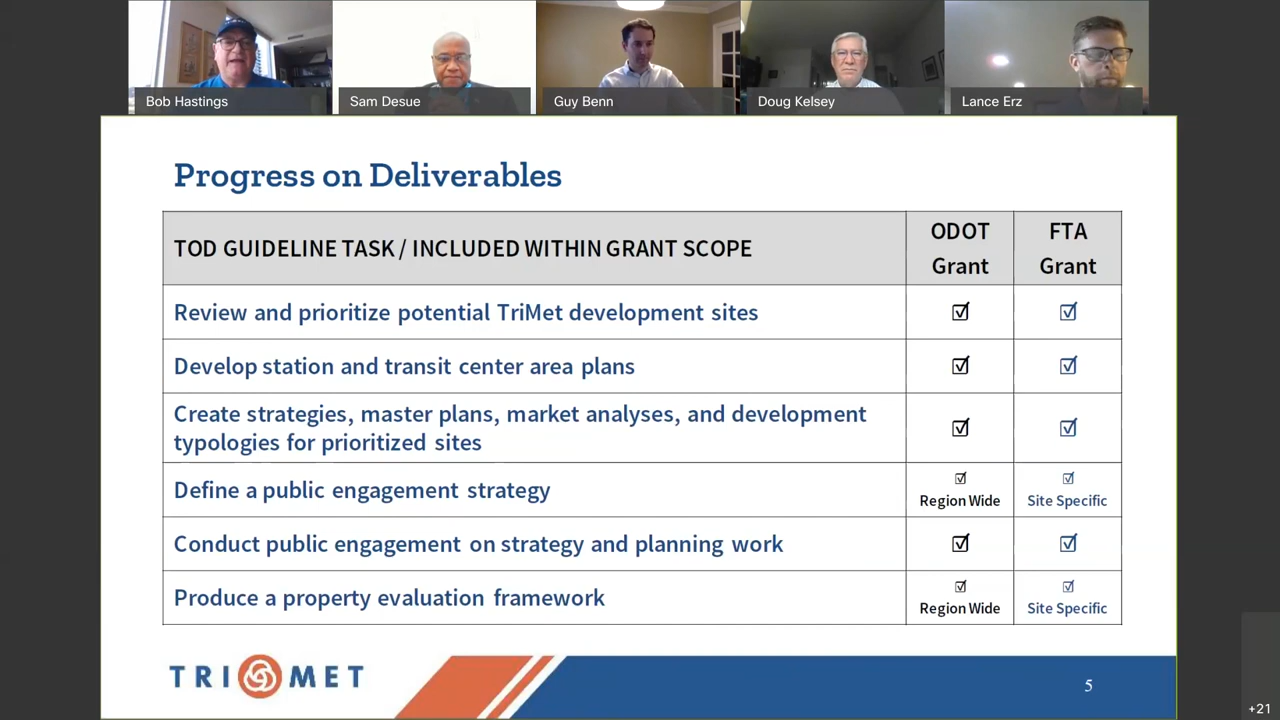 Bob Hastings
Sam Desue
Guy Benn
Doug Kelsey
Lance Erz
Progress on Deliverables
TOD GUIDELINE TASK / INCLUDED WITHIN GRANT SCOPE
ODOT
Grant
FTA
Grant
Review and prioritize potential TriMet development sites
☑
☑
Develop station and transit center area plans
☑
☑
Create strategies, master plans, market analyses, and development
typologies for prioritized sites
☑
☑
Define a public engagement strategy
☑
Region Wide
☑
Site Specific
Conduct public engagement on strategy and planning work
☑
☑
Produce a property evaluation framework
☑
Region Wide
☑
Site Specific
TRI MET
5
+21